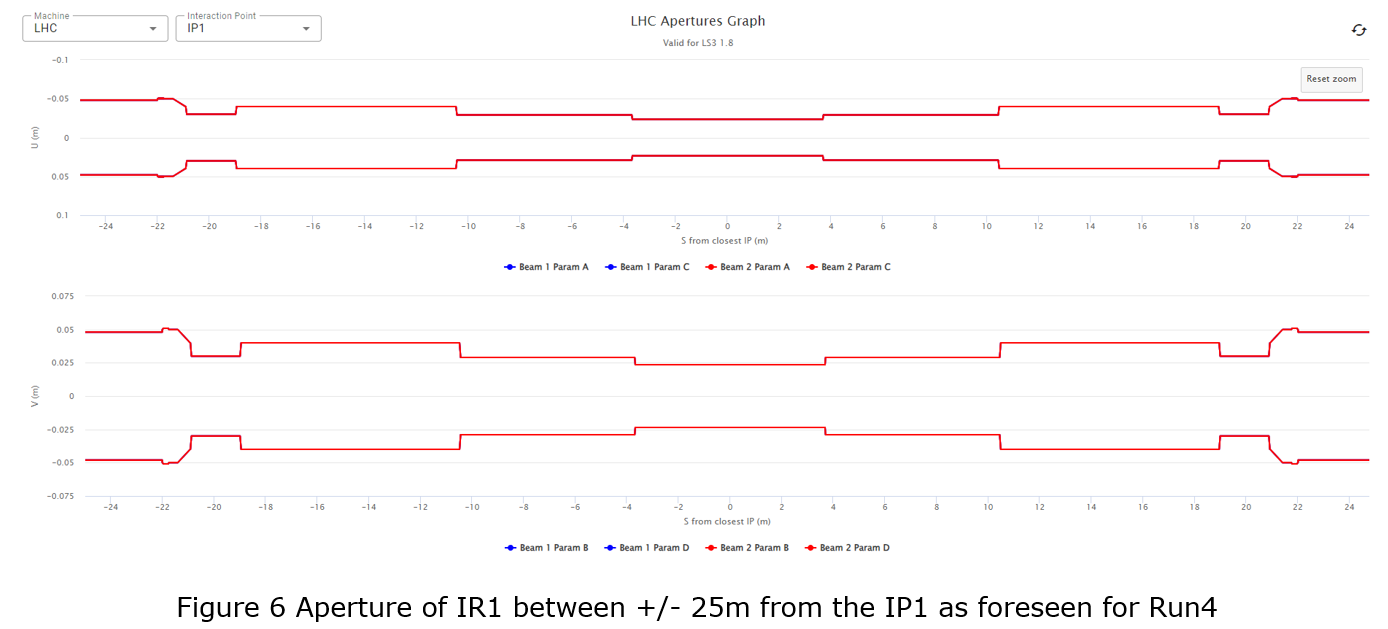 Machine
LHC
Interaction Point
IP1
LHC Apertures Graph
Valid for LS3 1.8
Reset zoom
U (m)
−0.1
−0.05
0
0.05
0.1
−24 −22 −20 −18 −16 −14 −12 −10 −8 −6 −4 −2 0 2 4 6 8 10 12 14 16 18 20 22 24
S from closest IP (m)
Beam 1 Param A Beam 1 Param C Beam 2 Param A Beam 2 Param C
V (m)
0.075
0.05
0.025
0
−0.025
−0.05
−0.075
−24 −22 −20 −18 −16 −14 −12 −10 −8 −6 −4 −2 0 2 4 6 8 10 12 14 16 18 20 22 24
S from closest IP (m)
Beam 1 Param B Beam 1 Param D Beam 2 Param B Beam 2 Param D
Figure 6 Aperture of IR1 between +/- 25m from the IP1 as foreseen for Run4